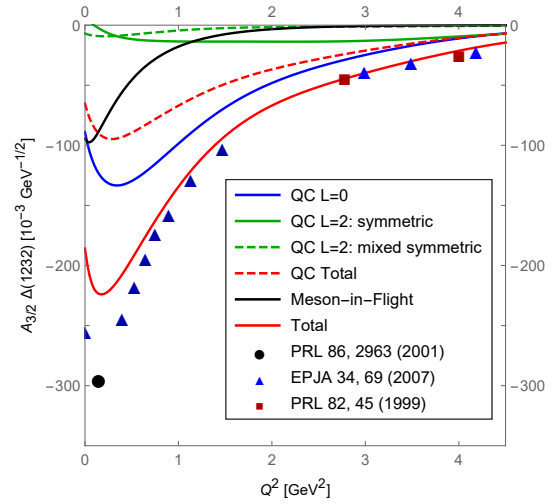 0 1 2 3 4
0 0
−100 −100
−200 −200
−300 −300
A3/2 Δ(1232) [10⁻³ GeV⁻¹ᐟ²]
QC L=0
QC L=2: symmetric
QC L=2: mixed symmetric
QC Total
Meson-in-Flight
Total
PRL 86, 2963 (2001)
EPJA 34, 69 (2007)
PRL 82, 45 (1999)
0 1 2 3 4
Q² [GeV²]